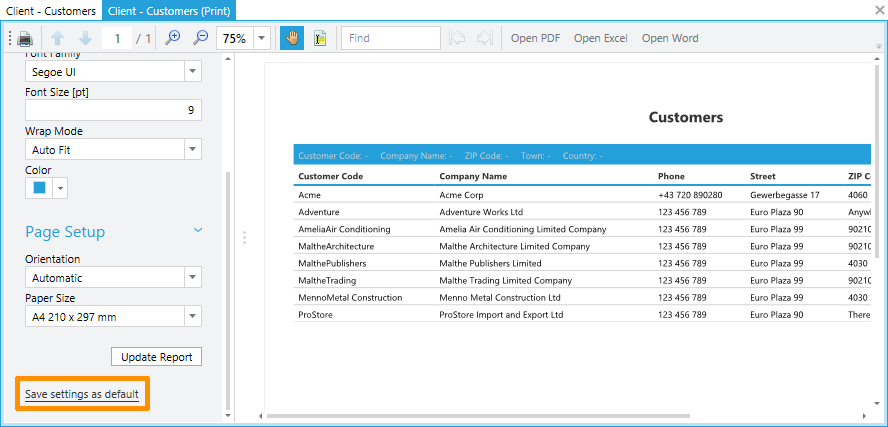 Client - Customers Client - Customers (Print)
1 / 1 75% Find Open PDF Open Excel Open Word
Font Family
Segoe UI
Font Size [pt]
9
Wrap Mode
Auto Fit
Color
Page Setup
Orientation
Automatic
Paper Size
A4 210 x 297 mm
Update Report
Save settings as default
Customers
Customer Code: - Company Name: - ZIP Code: - Town: - Country: -
Customer Code Company Name Phone Street ZIP C
Acme Acme Corp +43 720 890280 Gewerbegasse 17 4060
Adventure Adventure Works Ltd 123 456 789 Euro Plaza 90 Anywh
AmeliaAir Conditioning Amelia Air Conditioning Limited Company 123 456 789 Euro Plaza 99 90210
MaltheArchitecture Malthe Architecture Limited Company 123 456 789 Euro Plaza 99 90210
MalthePublishers Malthe Publishers Limited 123 456 789 Euro Plaza 99 4030
MaltheTrading Malthe Trading Limited Company 123 456 789 Euro Plaza 99 90210
MennoMetal Construction Menno Metal Construction Ltd 123 456 789 Euro Plaza 99 4030
ProStore ProStore Import and Export Ltd 123 456 789 Euro Plaza 90 There